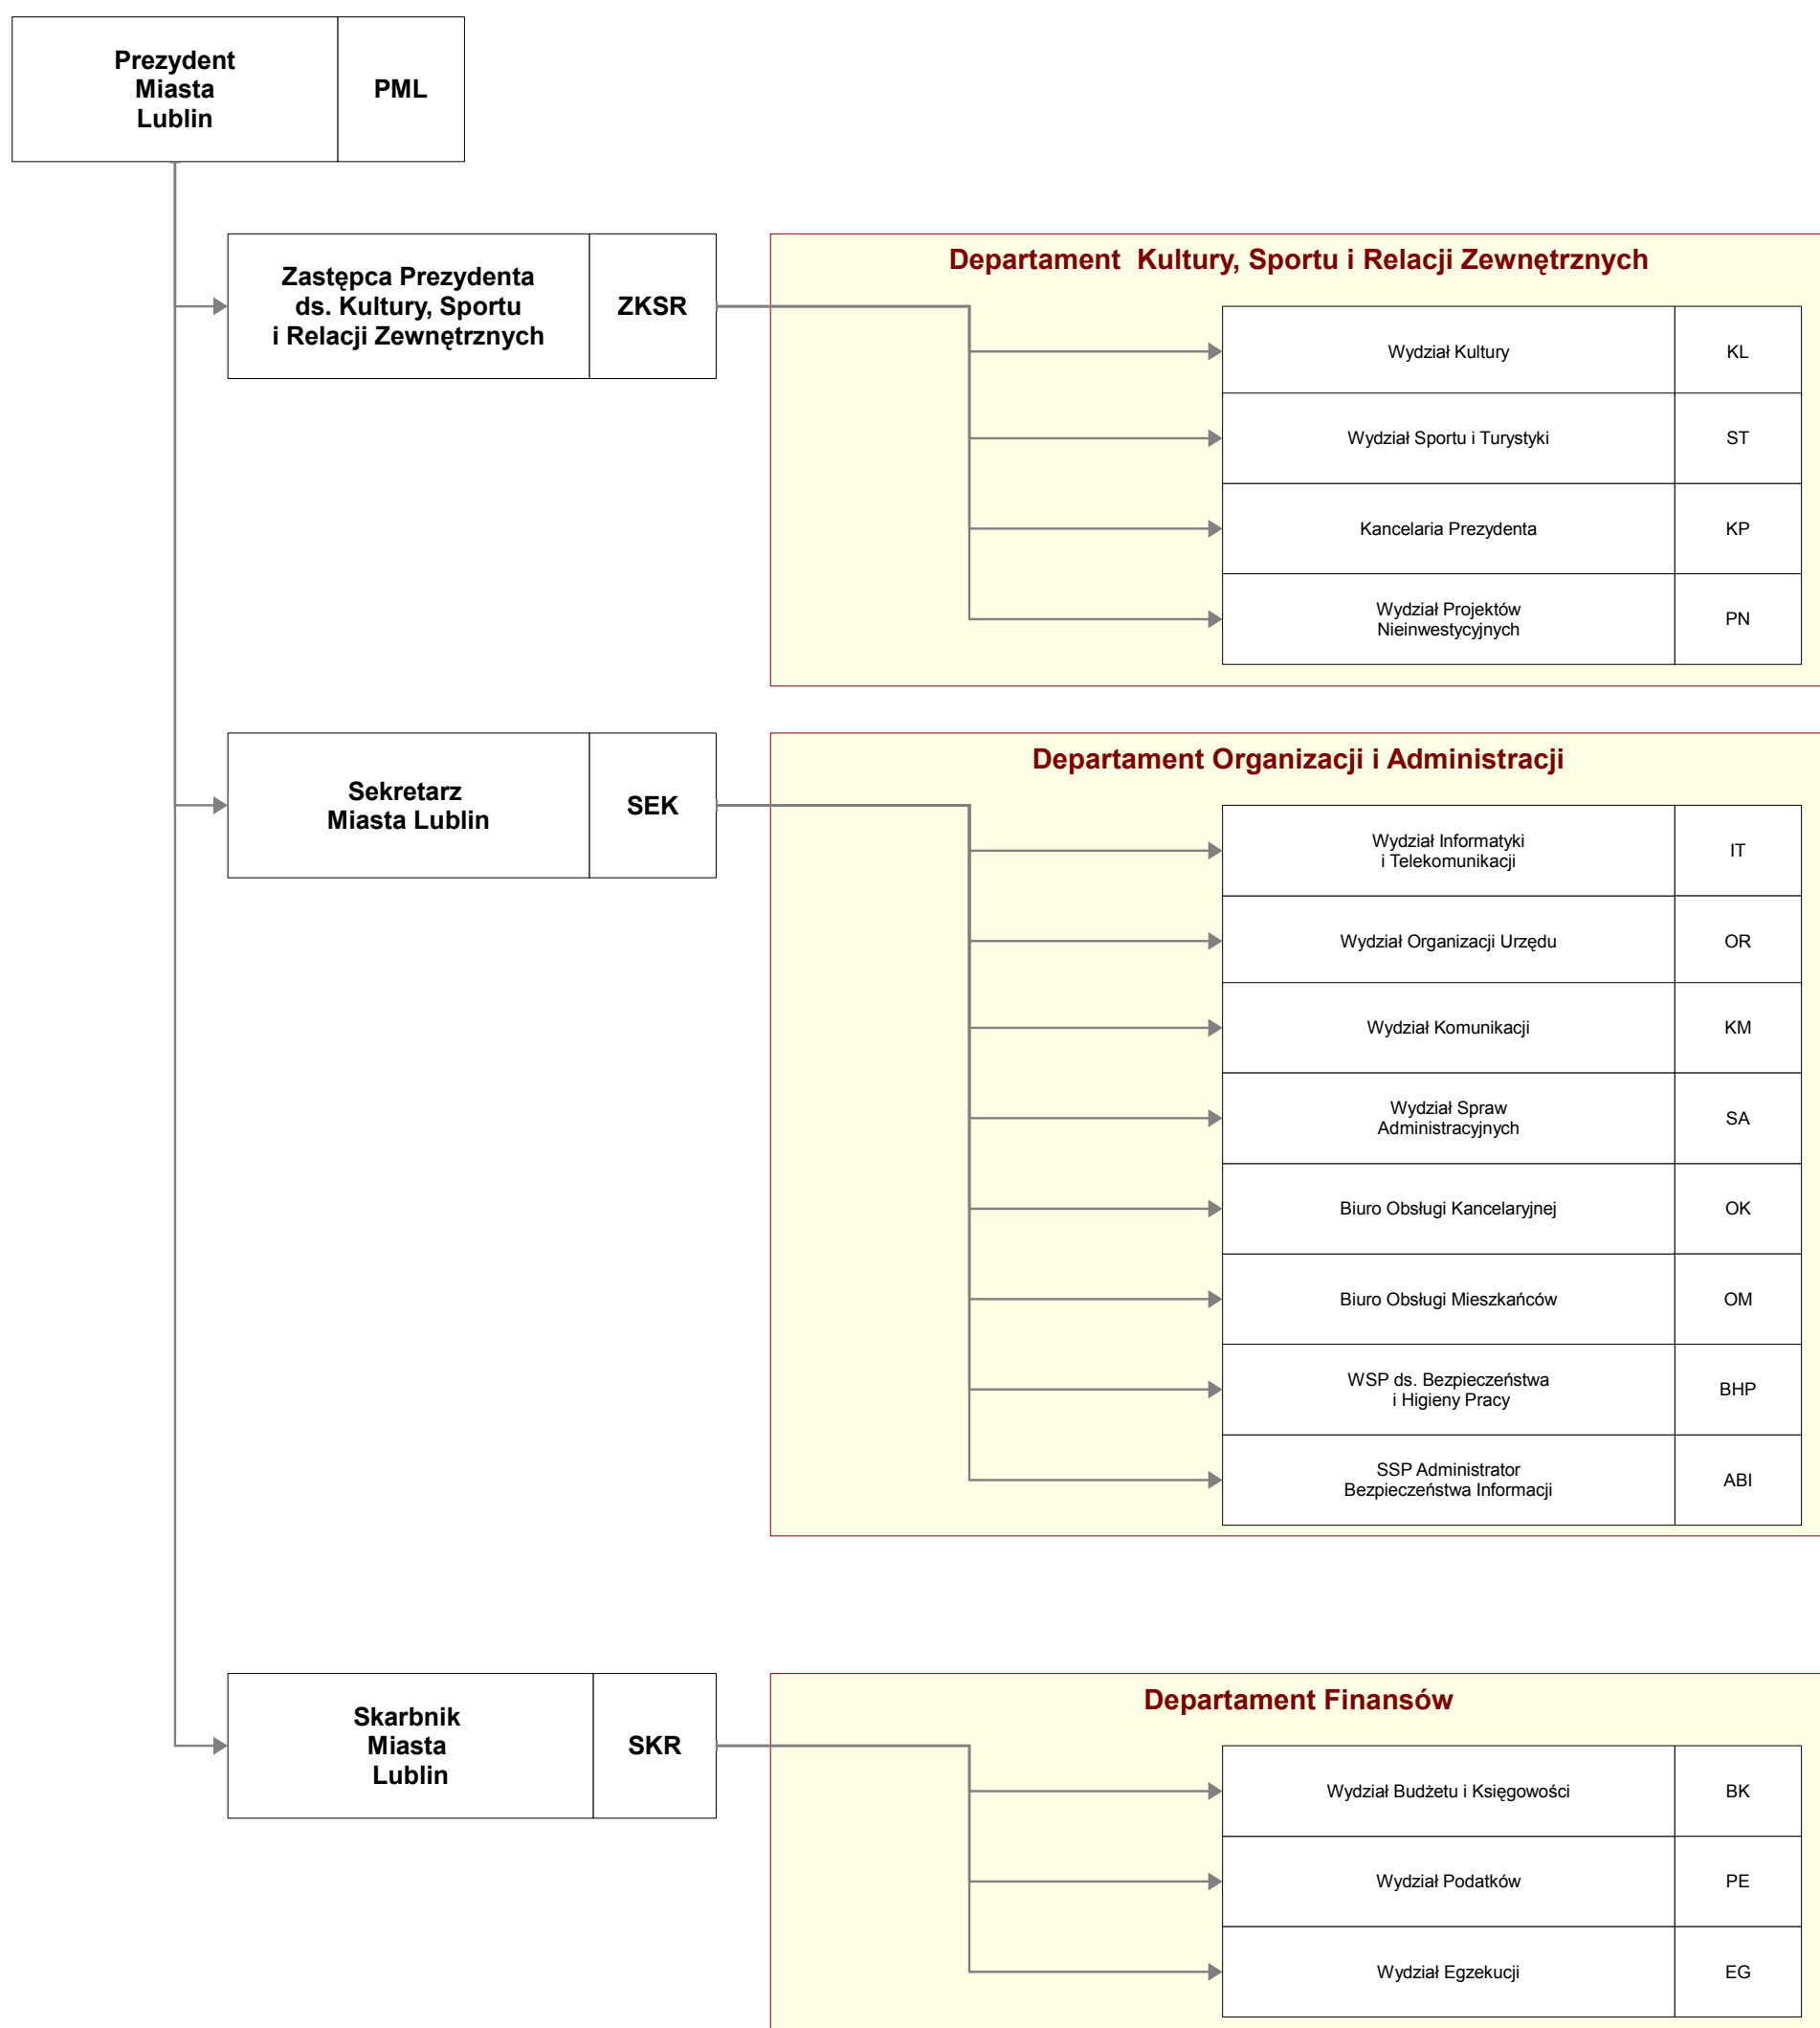 Prezydent
Miasta
Lublin
PML
Zastępca Prezydenta
ds. Kultury, Sportu
i Relacji Zewnętrznych
ZKSR
Departament Kultury, Sportu i Relacji Zewnętrznych
Wydział Kultury
KL
Wydział Sportu i Turystyki
ST
Kancelaria Prezydenta
KP
Wydział Projektów
Nieinwestycyjnych
PN
Sekretarz
Miasta Lublin
SEK
Departament Organizacji i Administracji
Wydział Informatyki
i Telekomunikacji
IT
Wydział Organizacji Urzędu
OR
Wydział Komunikacji
KM
Wydział Spraw
Administracyjnych
SA
Biuro Obsługi Kancelaryjnej
OK
Biuro Obsługi Mieszkańców
OM
WSP ds. Bezpieczeństwa
i Higieny Pracy
BHP
SSP Administrator
Bezpieczeństwa Informacji
ABI
Skarbnik
Miasta
Lublin
SKR
Departament Finansów
Wydział Budżetu i Księgowości
BK
Wydział Podatków
PE
Wydział Egzekucji
EG